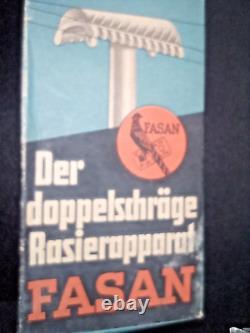 FASAN
Der
doppelschräge
Rasierapparat
FASAN